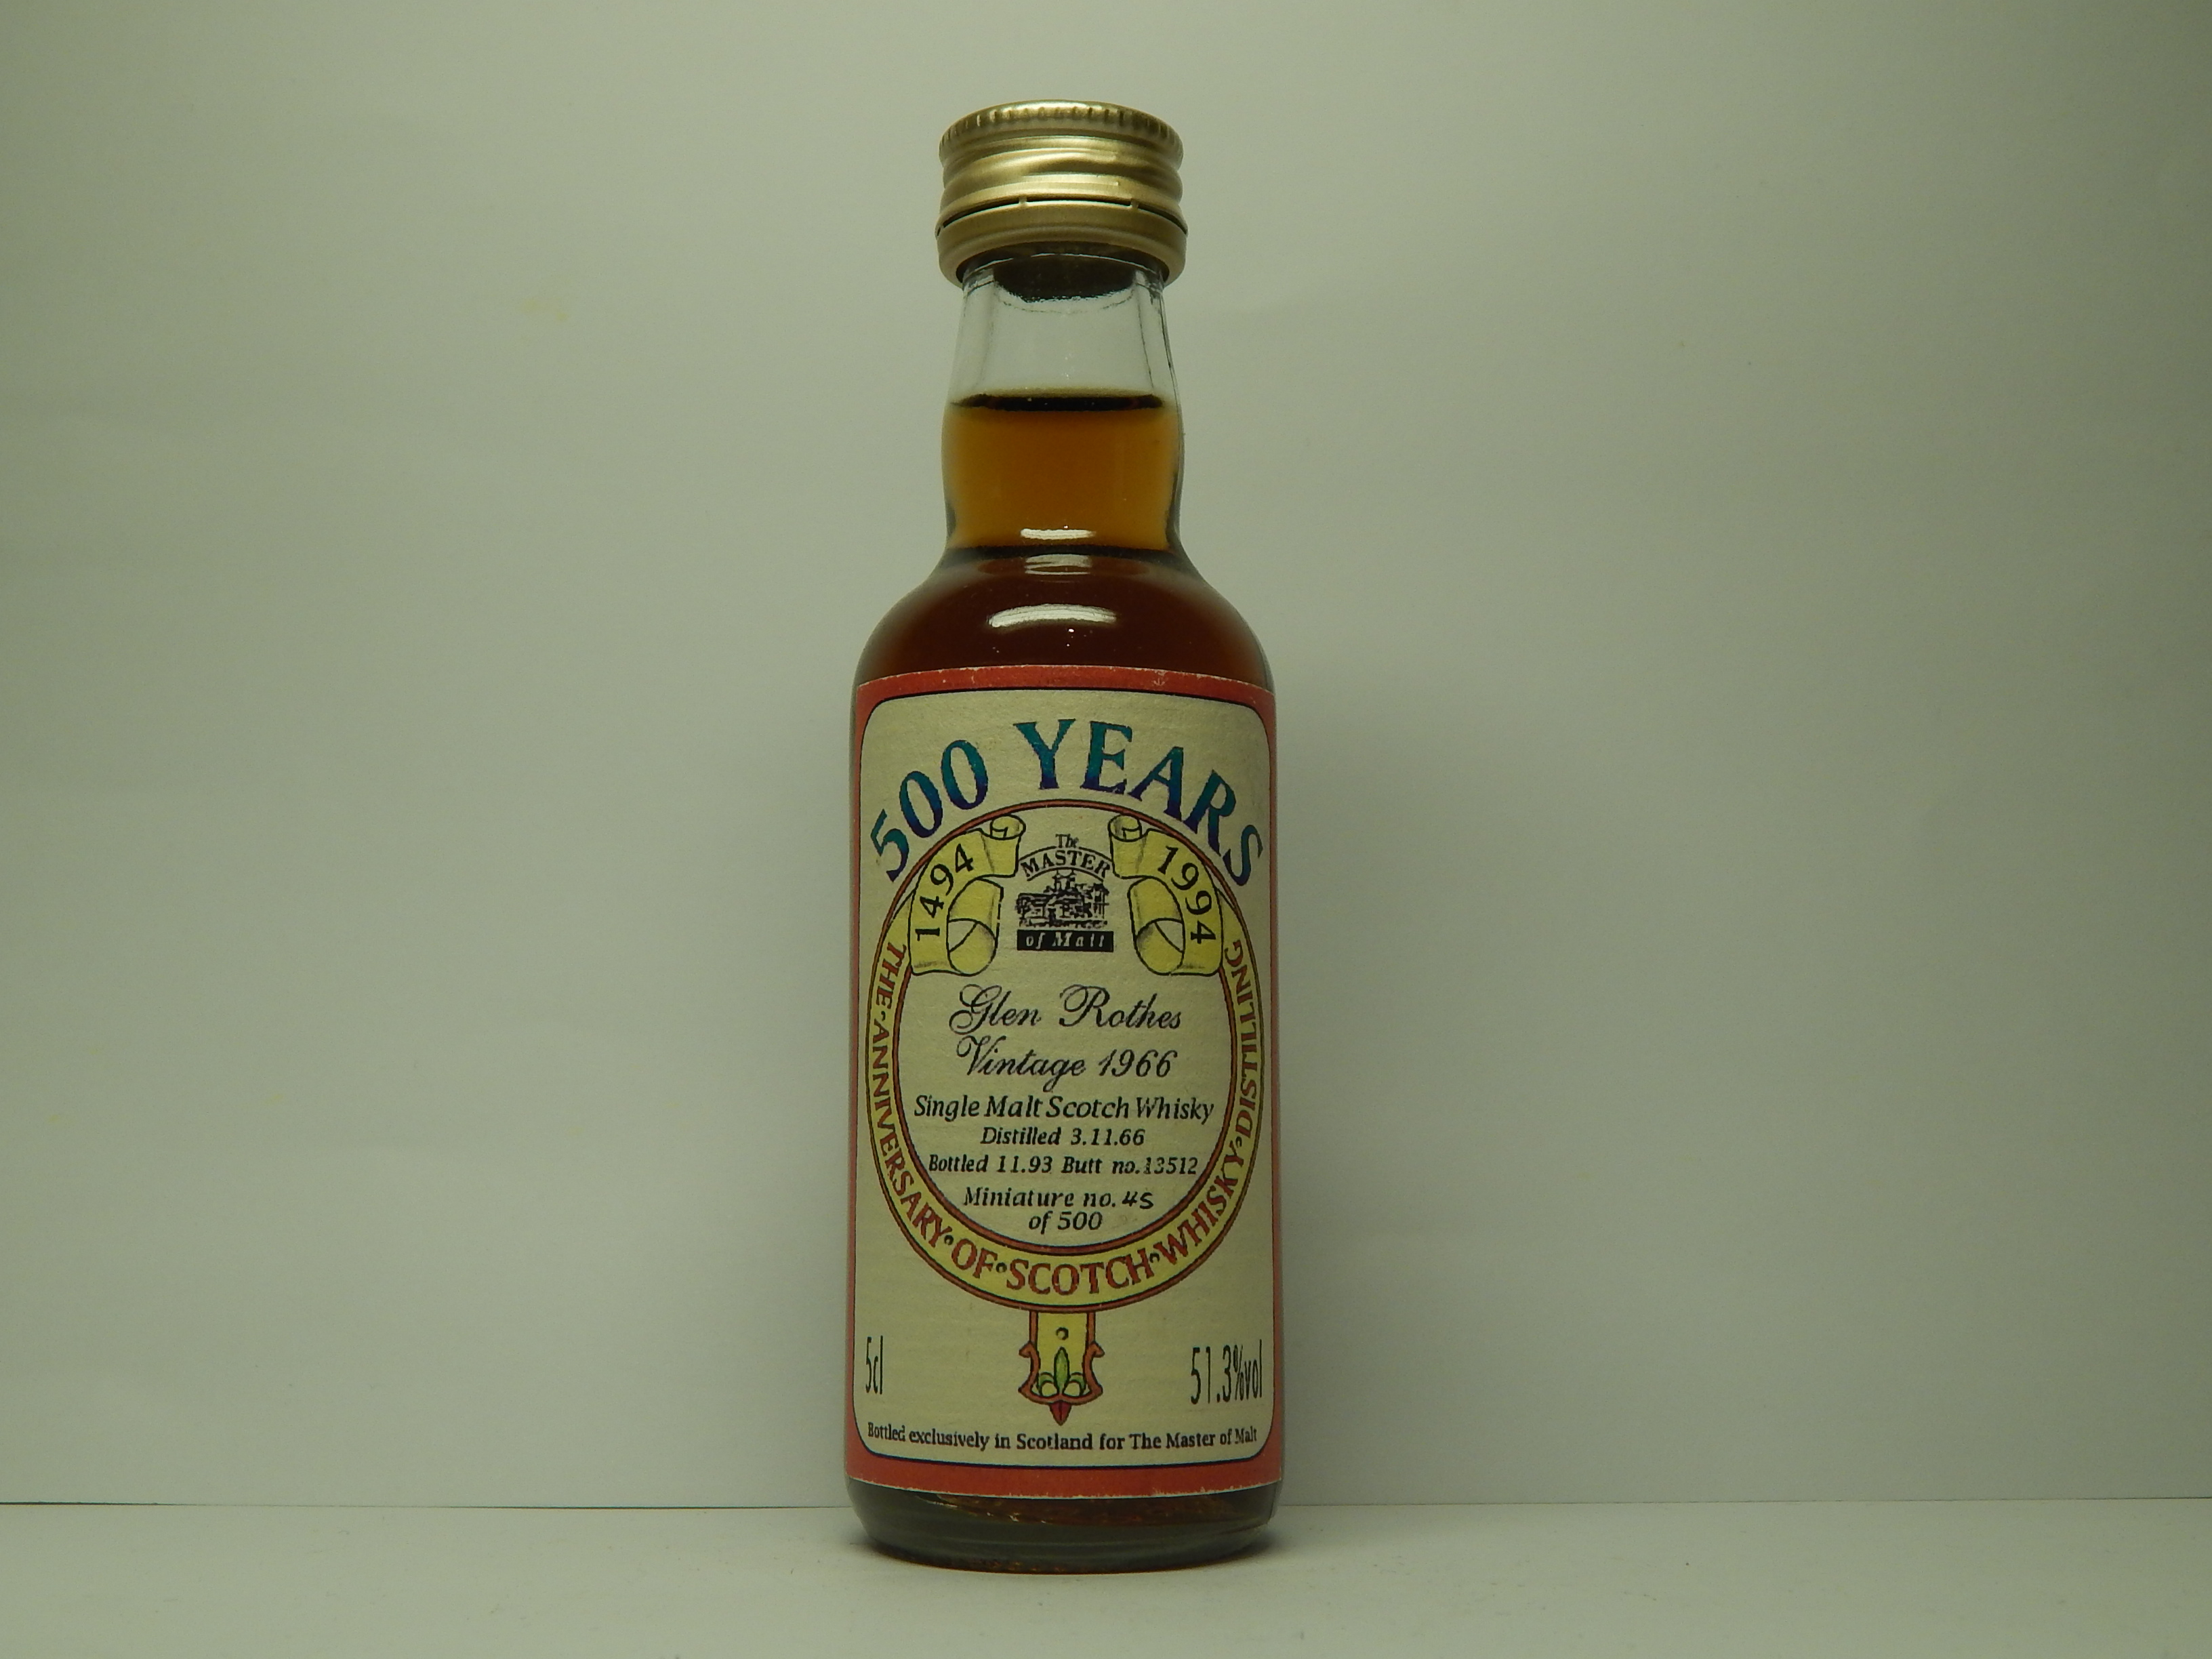 500 YEARS
1494
The
MASTER
of Malt
1994
THE·ANNIVERSARY·OF·SCOTCH·WHISKY·DISTILLING
Glen Rothes
Vintage 1966
Single Malt Scotch Whisky
Distilled 3.11.66
Bottled 11.93 Butt no.13512
Miniature no. 45
of 500
5cl
51.3%vol
Bottled exclusively in Scotland for The Master of Malt